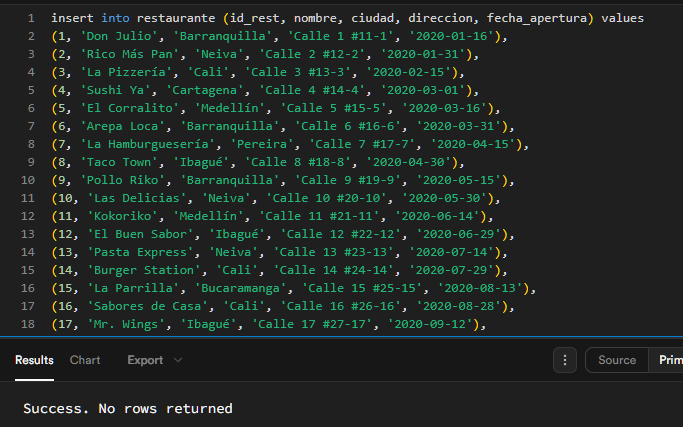 1 insert into restaurante (id_rest, nombre, ciudad, direccion, fecha_apertura) values
2 (1, 'Don Julio', 'Barranquilla', 'Calle 1 #11-1', '2020-01-16'),
3 (2, 'Rico Más Pan', 'Neiva', 'Calle 2 #12-2', '2020-01-31'),
4 (3, 'La Pizzería', 'Cali', 'Calle 3 #13-3', '2020-02-15'),
5 (4, 'Sushi Ya', 'Cartagena', 'Calle 4 #14-4', '2020-03-01'),
6 (5, 'El Corralito', 'Medellín', 'Calle 5 #15-5', '2020-03-16'),
7 (6, 'Arepa Loca', 'Barranquilla', 'Calle 6 #16-6', '2020-03-31'),
8 (7, 'La Hamburguesería', 'Pereira', 'Calle 7 #17-7', '2020-04-15'),
9 (8, 'Taco Town', 'Ibagué', 'Calle 8 #18-8', '2020-04-30'),
10 (9, 'Pollo Riko', 'Barranquilla', 'Calle 9 #19-9', '2020-05-15'),
11 (10, 'Las Delicias', 'Neiva', 'Calle 10 #20-10', '2020-05-30'),
12 (11, 'Kokoriko', 'Medellín', 'Calle 11 #21-11', '2020-06-14'),
13 (12, 'El Buen Sabor', 'Ibagué', 'Calle 12 #22-12', '2020-06-29'),
14 (13, 'Pasta Express', 'Neiva', 'Calle 13 #23-13', '2020-07-14'),
15 (14, 'Burger Station', 'Cali', 'Calle 14 #24-14', '2020-07-29'),
16 (15, 'La Parrilla', 'Bucaramanga', 'Calle 15 #25-15', '2020-08-13'),
17 (16, 'Sabores de Casa', 'Cali', 'Calle 16 #26-16', '2020-08-28'),
18 (17, 'Mr. Wings', 'Ibagué', 'Calle 17 #27-17', '2020-09-12'),
Results Chart Export Source Prim
Success. No rows returned